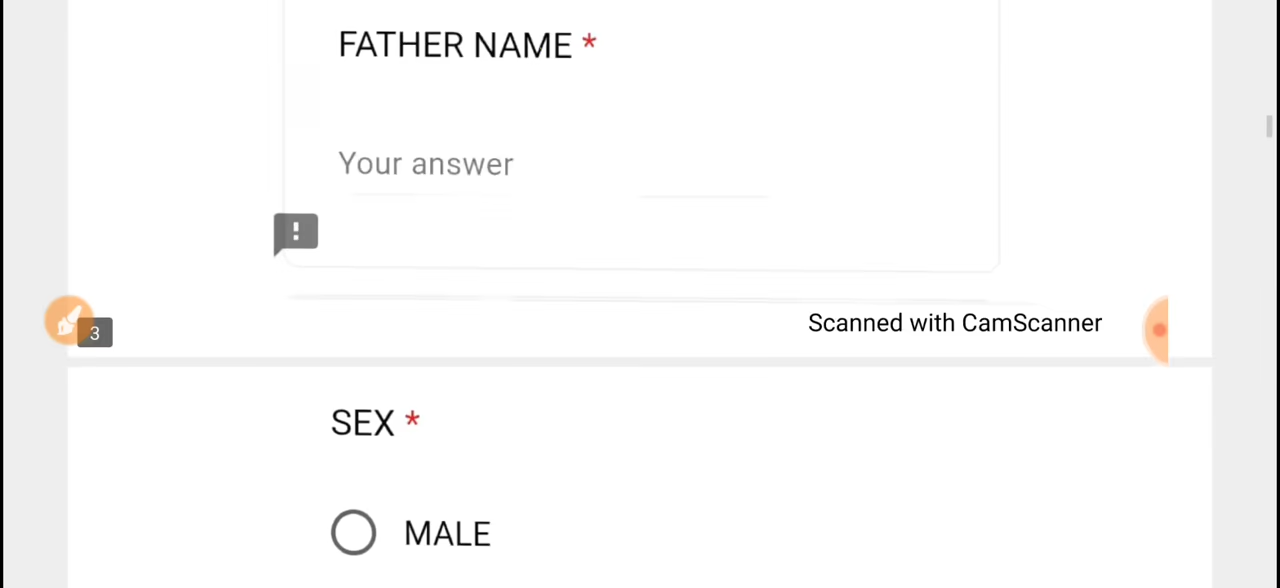 FATHER NAME *
Your answer
!
3
Scanned with CamScanner
SEX *
MALE